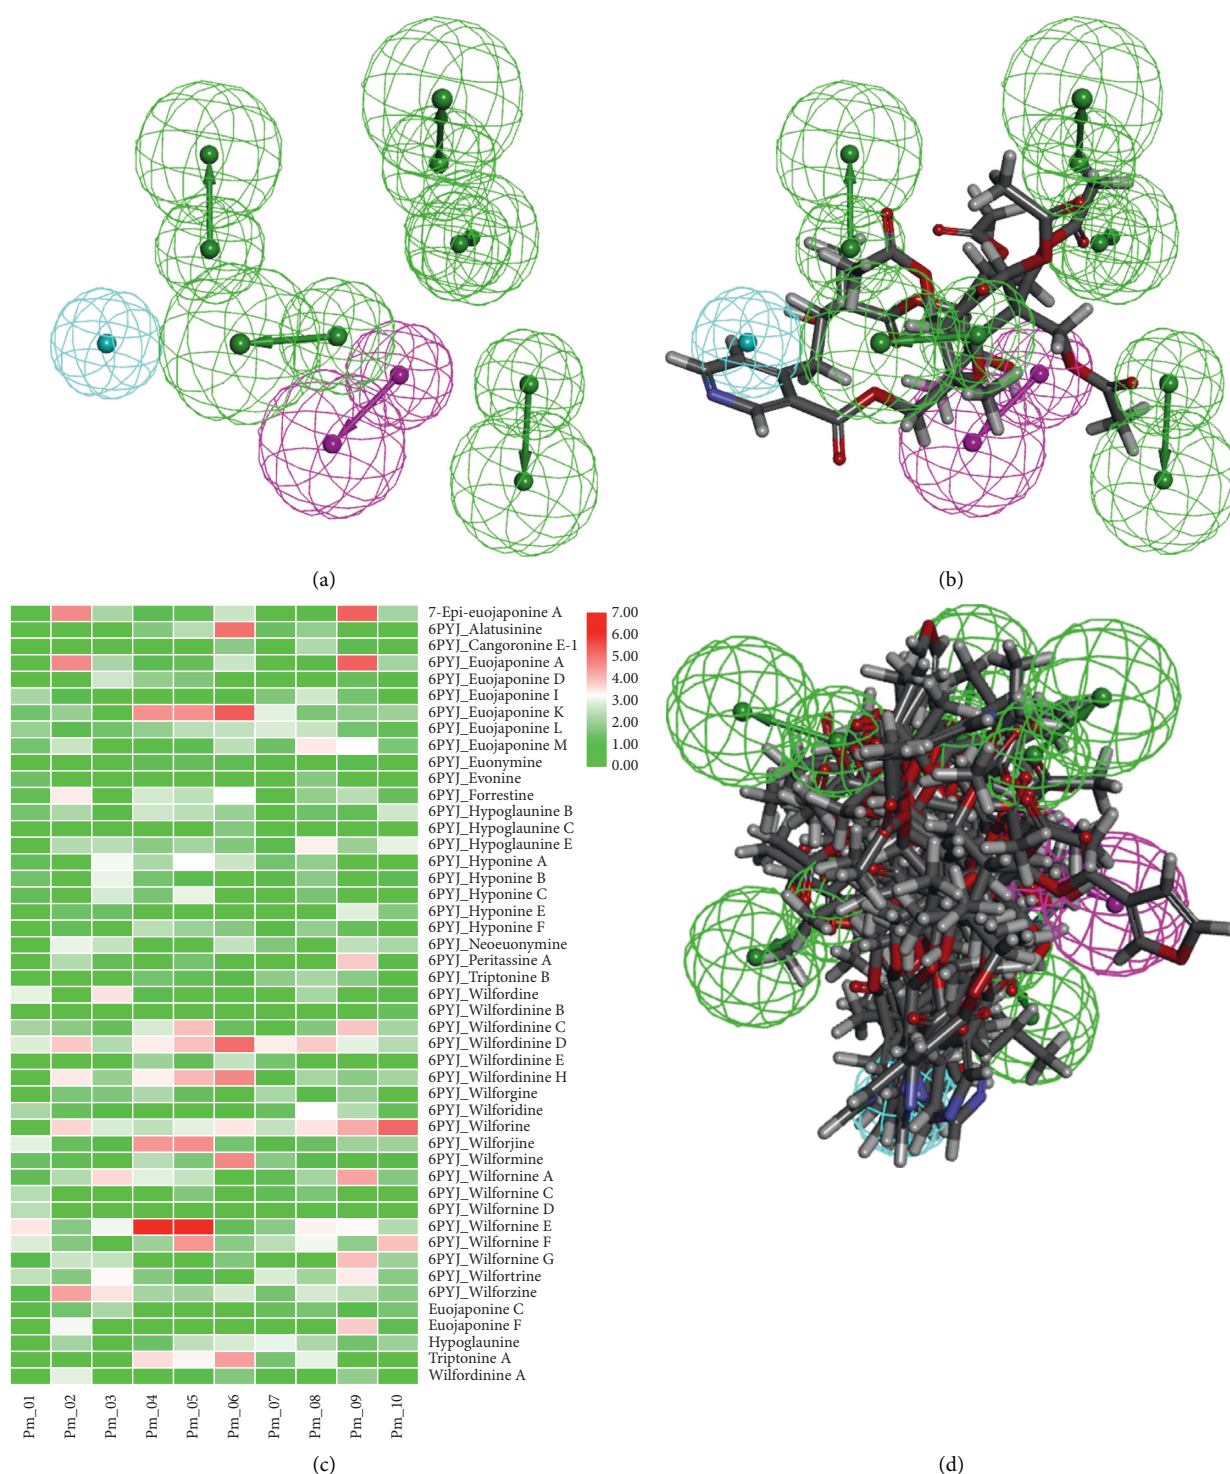 (a)
(b)
7-Epi-euojaponine A
6PYJ_Alatusinine
6PYJ_Cangoronine E-1
6PYJ_Euojaponine A
6PYJ_Euojaponine D
6PYJ_Euojaponine I
6PYJ_Euojaponine K
6PYJ_Euojaponine L
6PYJ_Euojaponine M
6PYJ_Euonymine
6PYJ_Evonine
6PYJ_Forrestine
6PYJ_Hypoglaunine B
6PYJ_Hypoglaunine C
6PYJ_Hypoglaunine E
6PYJ_Hyponine A
6PYJ_Hyponine B
6PYJ_Hyponine C
6PYJ_Hyponine E
6PYJ_Hyponine F
6PYJ_Neoeuonymine
6PYJ_Peritassine A
6PYJ_Triptonine B
6PYJ_Wilfordine
6PYJ_Wilfordinine B
6PYJ_Wilfordinine C
6PYJ_Wilfordinine D
6PYJ_Wilfordinine E
6PYJ_Wilfordinine H
6PYJ_Wilforgine
6PYJ_Wilforidine
6PYJ_Wilforine
6PYJ_Wilforjine
6PYJ_Wilformine
6PYJ_Wilfornine A
6PYJ_Wilfornine C
6PYJ_Wilfornine D
6PYJ_Wilfornine E
6PYJ_Wilfornine F
6PYJ_Wilfornine G
6PYJ_Wilfortrine
6PYJ_Wilforzine
Euojaponine C
Euojaponine F
Hypoglaunine
Triptonine A
Wilfordinine A
7.00
6.00
5.00
4.00
3.00
2.00
1.00
0.00
Pm_01
Pm_02
Pm_03
Pm_04
Pm_05
Pm_06
Pm_07
Pm_08
Pm_09
Pm_10
(c)
(d)